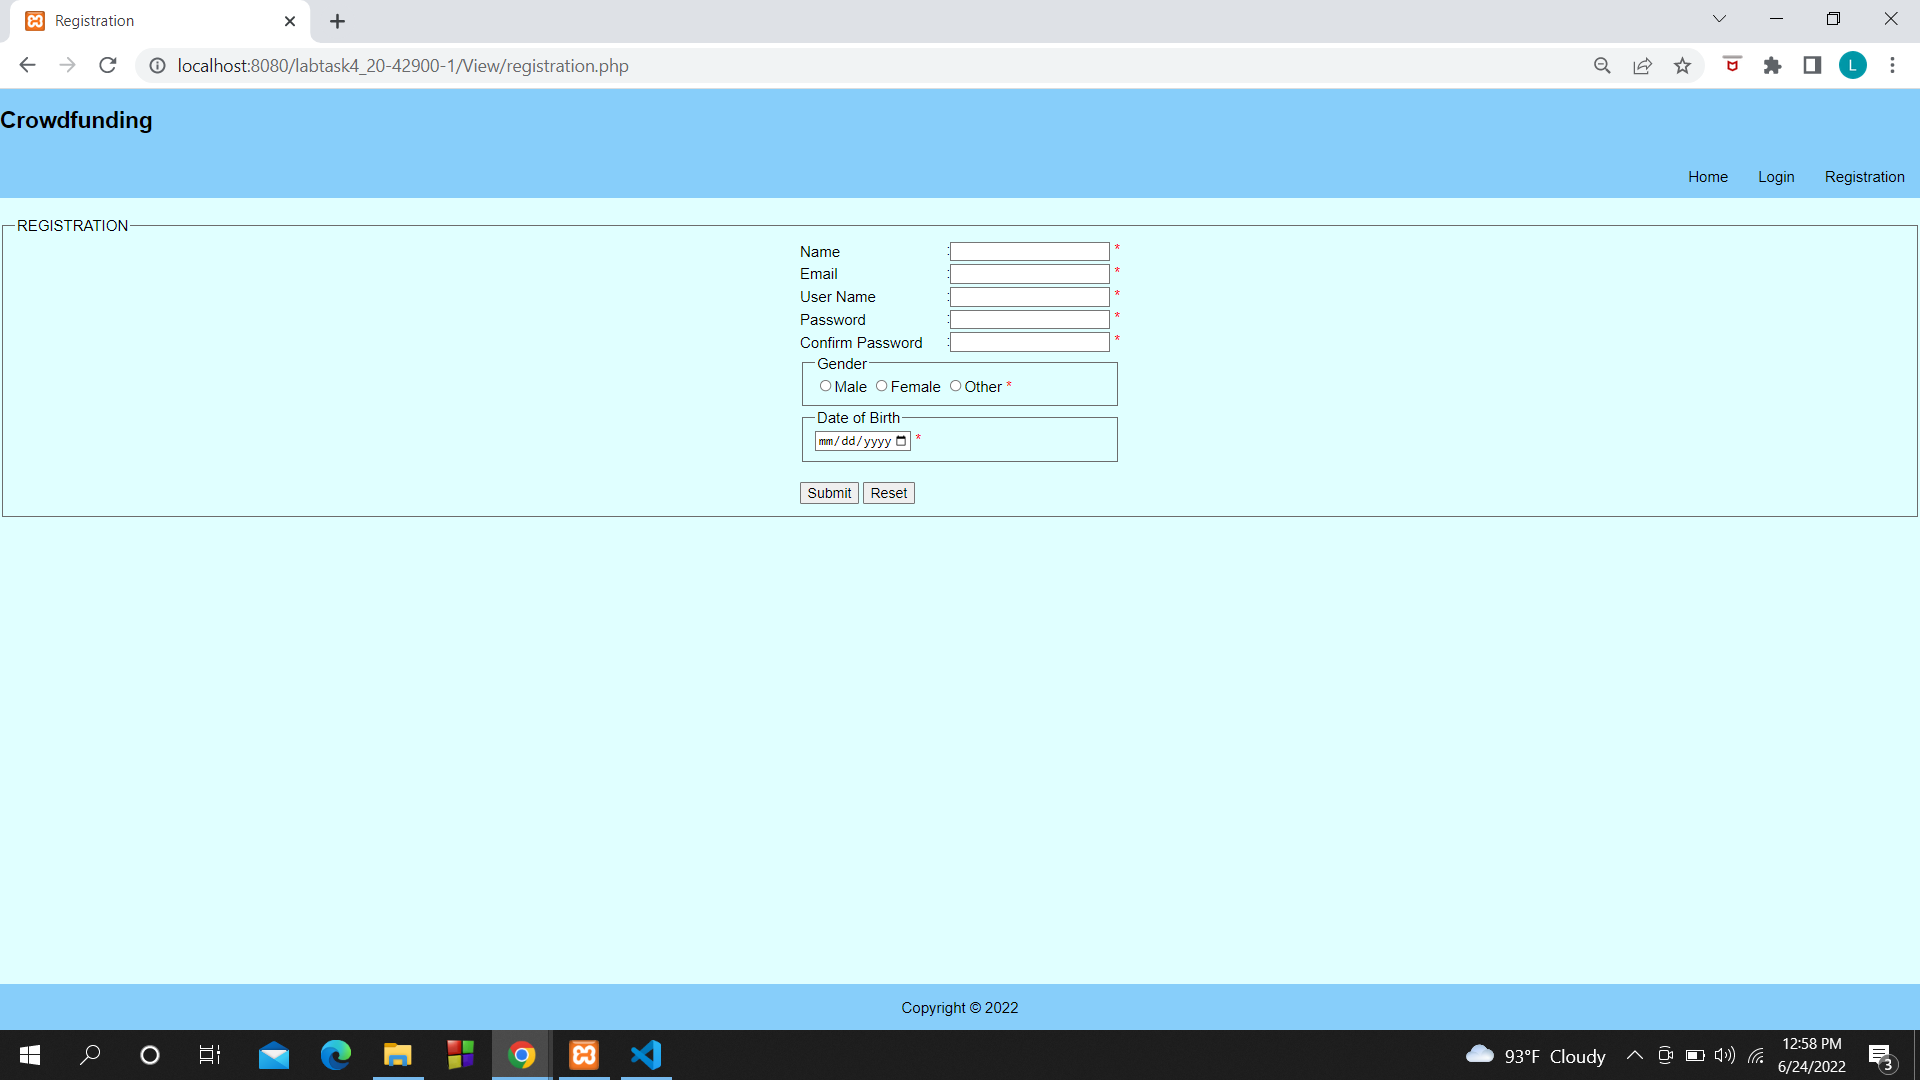 Registration
localhost:8080/labtask4_20-42900-1/View/registration.php
L
Crowdfunding
Home Login Registration
REGISTRATION
Name : *
Email : *
User Name : *
Password : *
Confirm Password : *
Gender
Male Female Other *
Date of Birth
mm/dd/yyyy *
Submit Reset
Copyright © 2022
93°F Cloudy
12:58 PM
6/24/2022
3